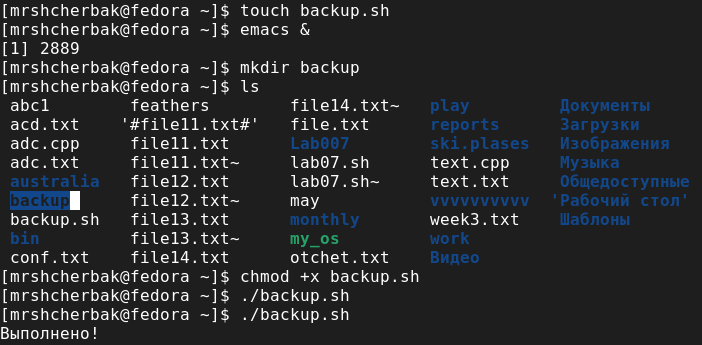 [mrshcherbak@fedora ~]$ touch backup.sh
[mrshcherbak@fedora ~]$ emacs &
[1] 2889
[mrshcherbak@fedora ~]$ mkdir backup
[mrshcherbak@fedora ~]$ ls
abc1 feathers file14.txt~ play Документы
acd.txt '#file11.txt#' file.txt reports Загрузки
adc.cpp file11.txt Lab007 ski.plases Изображения
adc.txt file11.txt~ lab07.sh text.cpp Музыка
australia file12.txt lab07.sh~ text.txt Общедоступные
backup file12.txt~ may vvvvvvvvvv 'Рабочий стол'
backup.sh file13.txt monthly week3.txt Шаблоны
bin file13.txt~ my_os work
conf.txt file14.txt otchet.txt Видео
[mrshcherbak@fedora ~]$ chmod +x backup.sh
[mrshcherbak@fedora ~]$ ./backup.sh
[mrshcherbak@fedora ~]$ ./backup.sh
Выполнено!